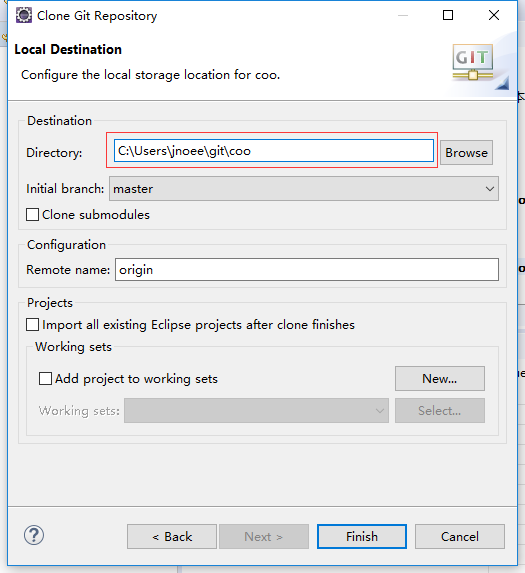 Clone Git Repository
Local Destination
Configure the local storage location for coo.
GIT
Destination
Directory: C:\Users\jnoee\git\coo Browse
Initial branch: master
Clone submodules
Configuration
Remote name: origin
Projects
Import all existing Eclipse projects after clone finishes
Working sets
Add project to working sets New...
Working sets: Select...
? < Back Next > Finish Cancel